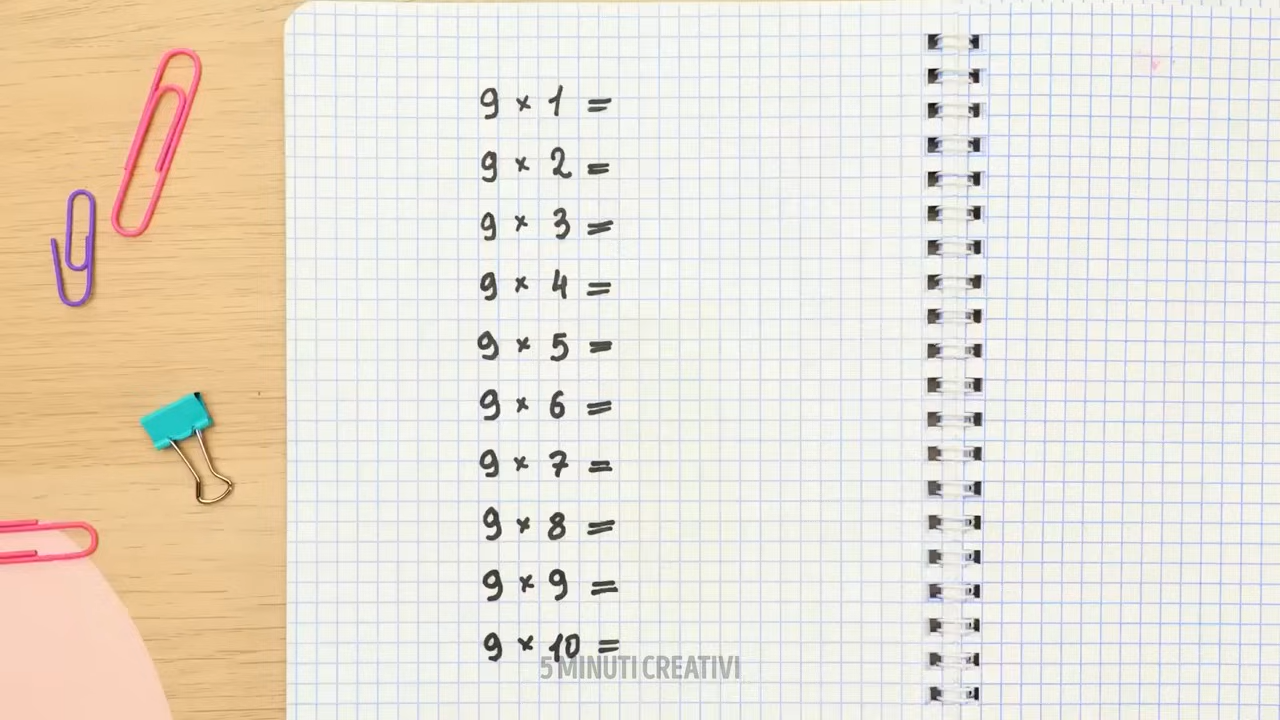 9 × 1 =
9 × 2 =
9 × 3 =
9 × 4 =
9 × 5 =
9 × 6 =
9 × 7 =
9 × 8 =
9 × 9 =
9 × 10 =
5 MINUTI CREATIVI